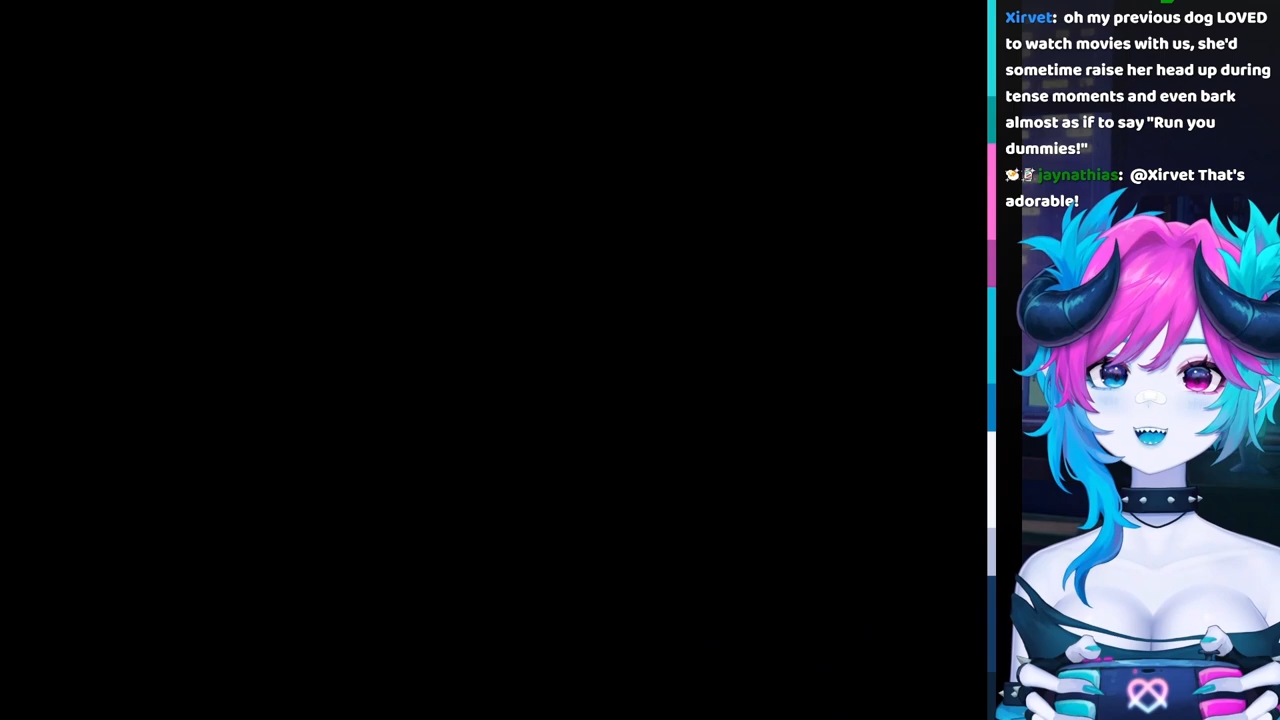 Xirvet: oh my previous dog LOVED
to watch movies with us, she'd
sometime raise her head up during
tense moments and even bark
almost as if to say "Run you
dummies!"
jaynathias: @Xirvet That's
adorable!